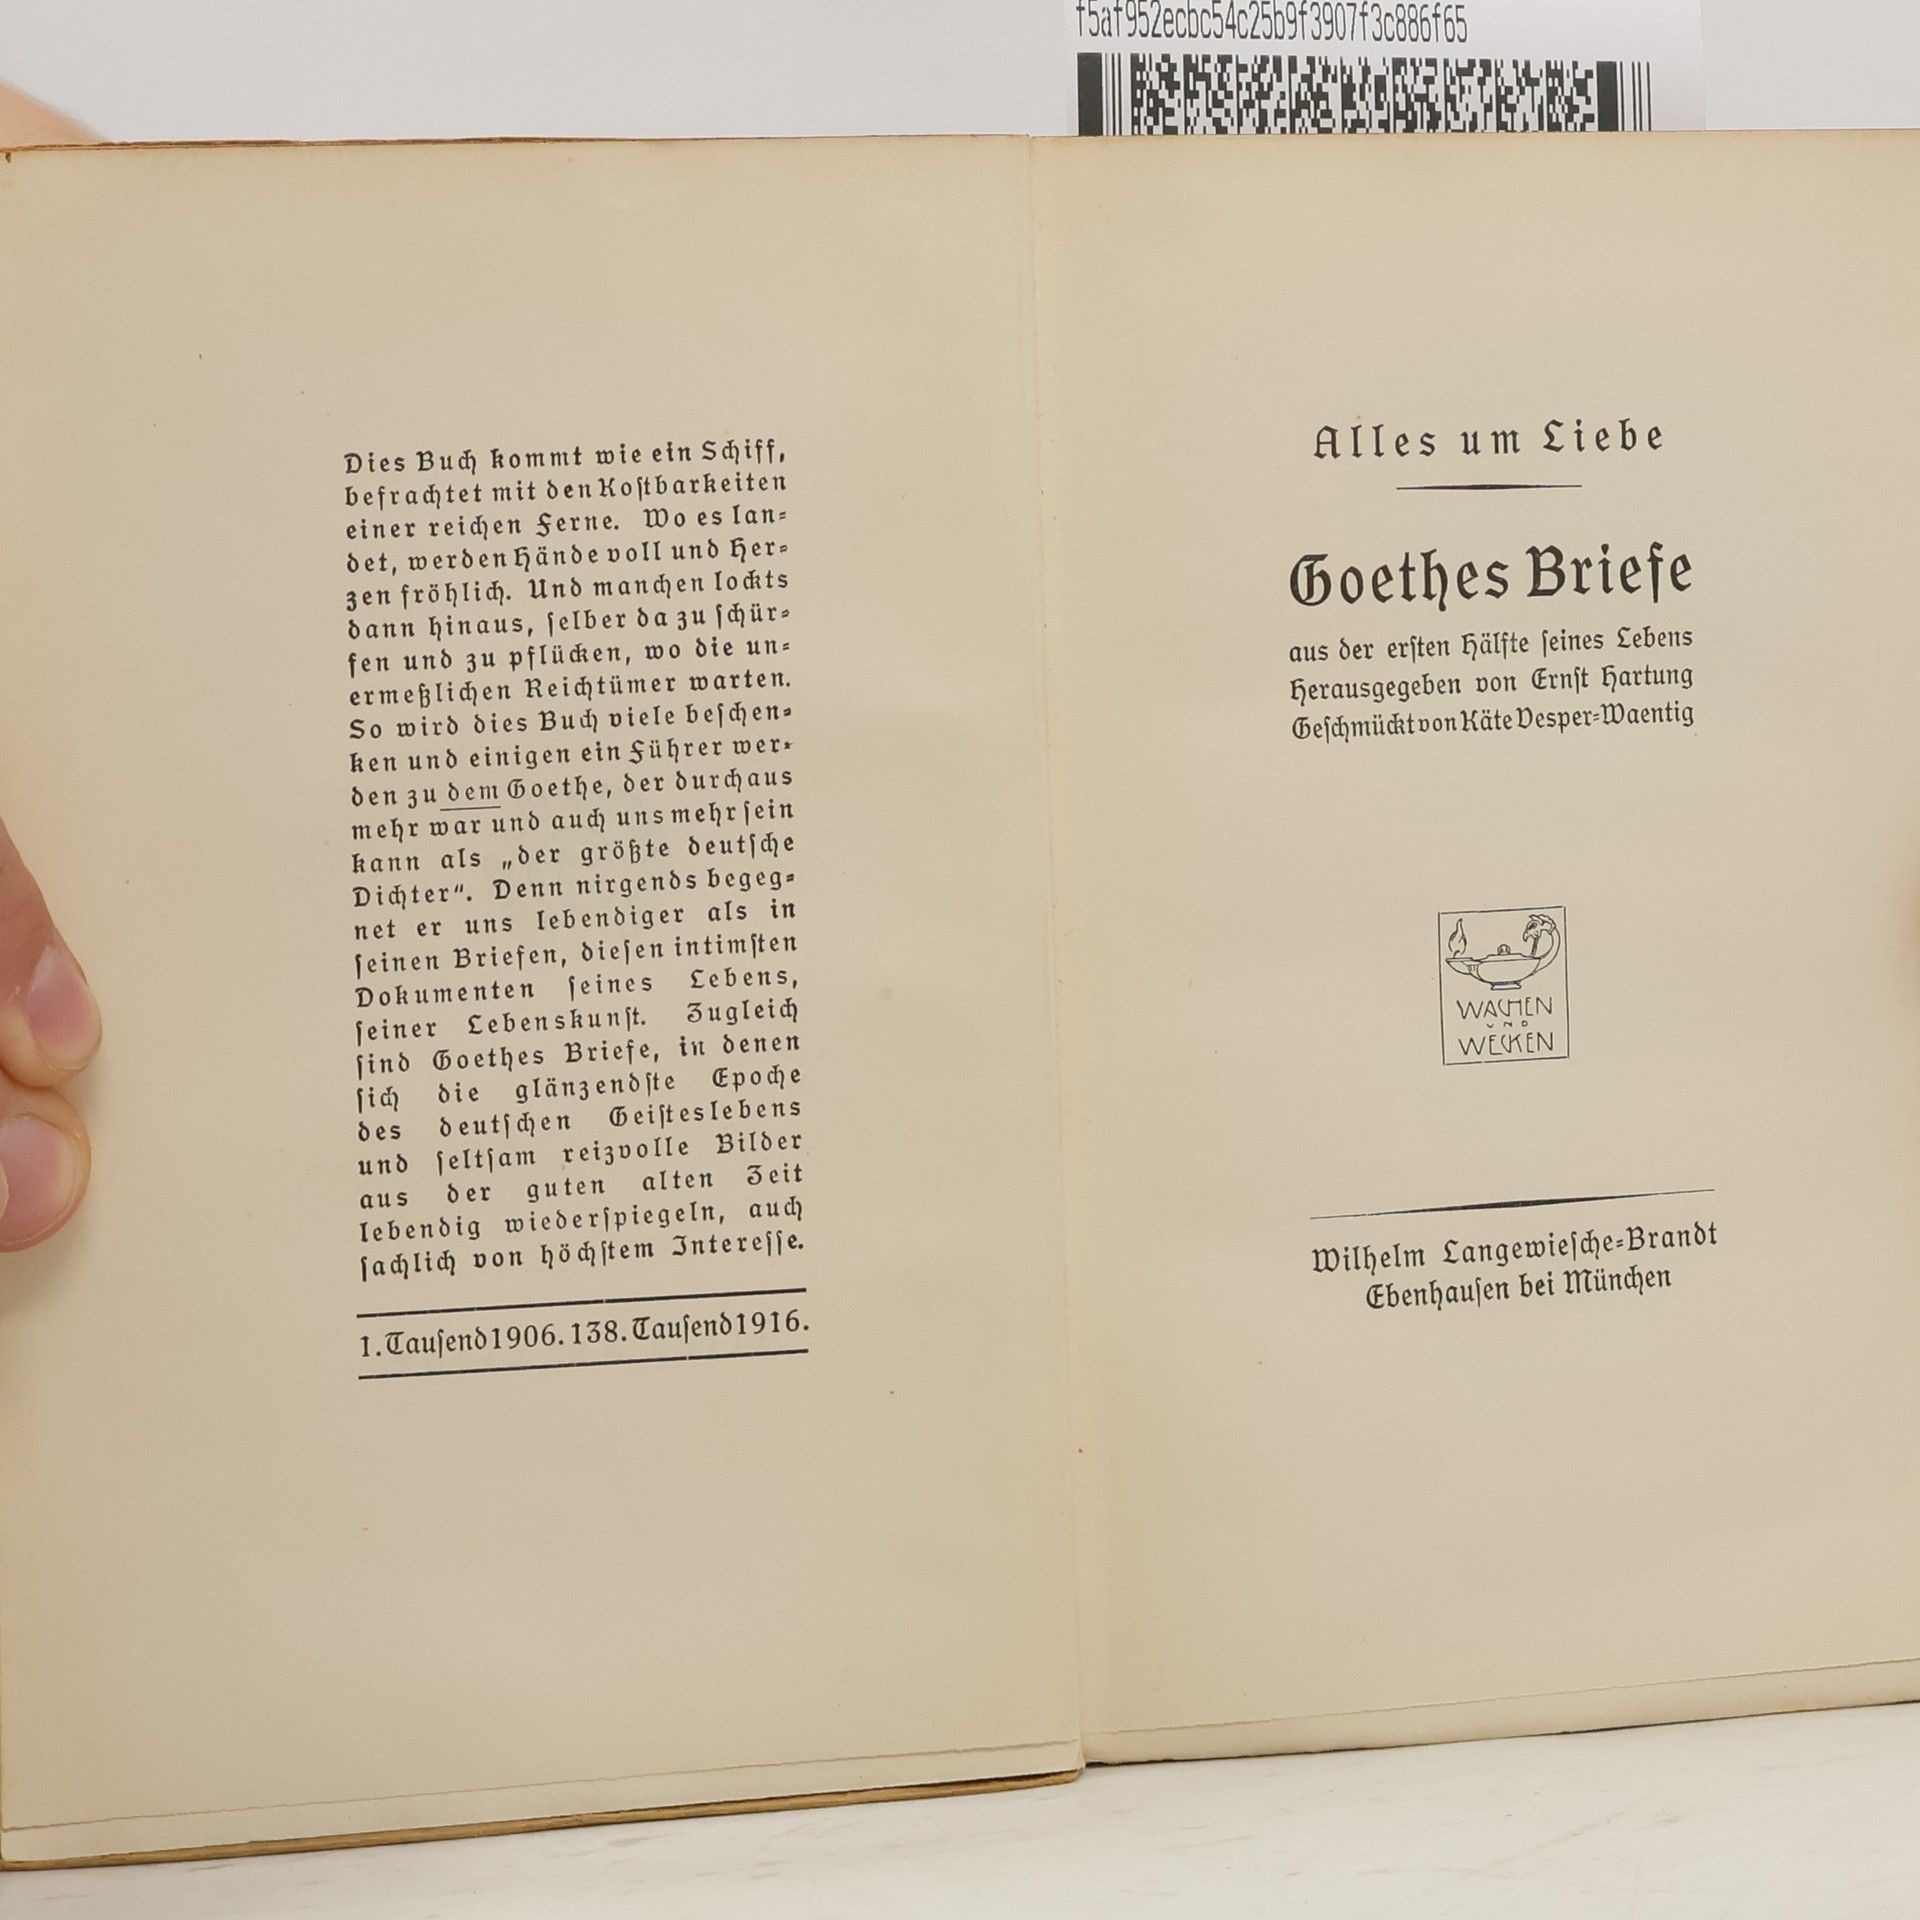 f5af952ecbc54c25b9f3907f3c886f65
Dies Buch kommt wie ein Schiff,
befrachtet mit den Koſtbarkeiten
einer reichen Ferne. Wo es lan⸗
det, werden Hände voll und Her⸗
zen fröhlich. Und manchen lockts
dann hinaus, ſelber da zu ſchür⸗
fen und zu pflücken, wo die un⸗
ermeßlichen Reichtümer warten.
So wird dies Buch viele beſchen⸗
ken und einigen ein Führer wer⸗
den zu dem Goethe, der durchaus
mehr war und auch uns mehr ſein
kann als „der größte deutſche
Dichter“. Denn nirgends begeg⸗
net er uns lebendiger als in
ſeinen Briefen, dieſen intimſten
Dokumenten ſeines Lebens,
ſeiner Lebenskunſt. Zugleich
ſind Goethes Briefe, in denen
ſich die glänzendſte Epoche
des deutſchen Geiſteslebens
und ſeltſam reizvolle Bilder
aus der guten alten Zeit
lebendig wiederſpiegeln, auch
ſachlich von höchſtem Intereſſe.
1. Tauſend 1906. 138. Tauſend 1916.
Alles um Liebe
Goethes Briefe
aus der erſten Hälfte ſeines Lebens
Herausgegeben von Ernſt Hartung
Geſchmückt von Käte Vesper⸗Waentig
WACHEN
UND
WECKEN
Wilhelm Langewieſche⸗Brandt
Ebenhauſen bei München